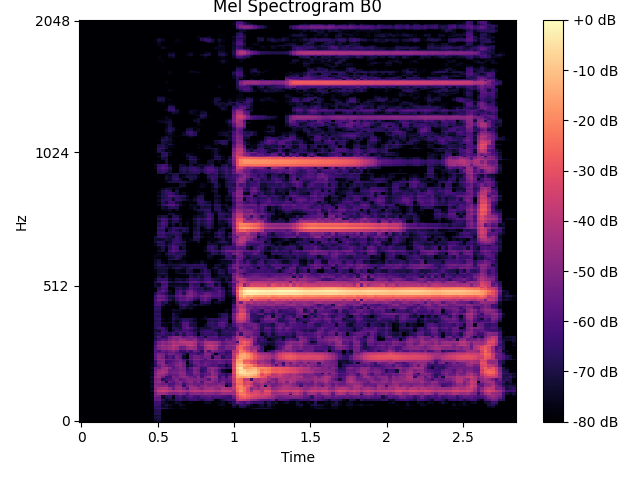 Mel Spectrogram B0
2048
1024
512
0
Hz
0
0.5
1
1.5
2
2.5
Time
+0 dB
-10 dB
-20 dB
-30 dB
-40 dB
-50 dB
-60 dB
-70 dB
-80 dB